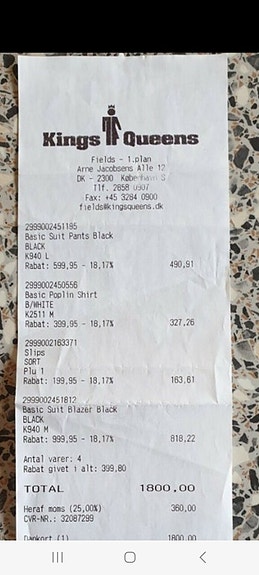 Kings Queens
Fields - 1.plan
Arne Jacobsens Alle 12
DK - 2300 København S
Tlf. 2858 0907
Fax: +45 3284 0900
fields@kingsqueens.dk
2999002451195
Basic Suit Pants Black
BLACK
K940 L
Rabat: 599,95 - 18,17% 490,91
2999002450556
Basic Poplin Shirt
B/WHITE
K2511 M
Rabat: 399,95 - 18,17% 327,26
2999002163371
Slips
SORT
Plu 1
Rabat: 199,95 - 18,17% 163,61
2999002451812
Basic Suit Blazer Black
BLACK
K940 M
Rabat: 999,95 - 18,17% 818,22
Antal varer: 4
Rabat givet i alt: 399,80
TOTAL 1800,00
Heraf moms (25,00%) 360,00
CVR-NR.: 32087299
Dankort (1) 1800,00